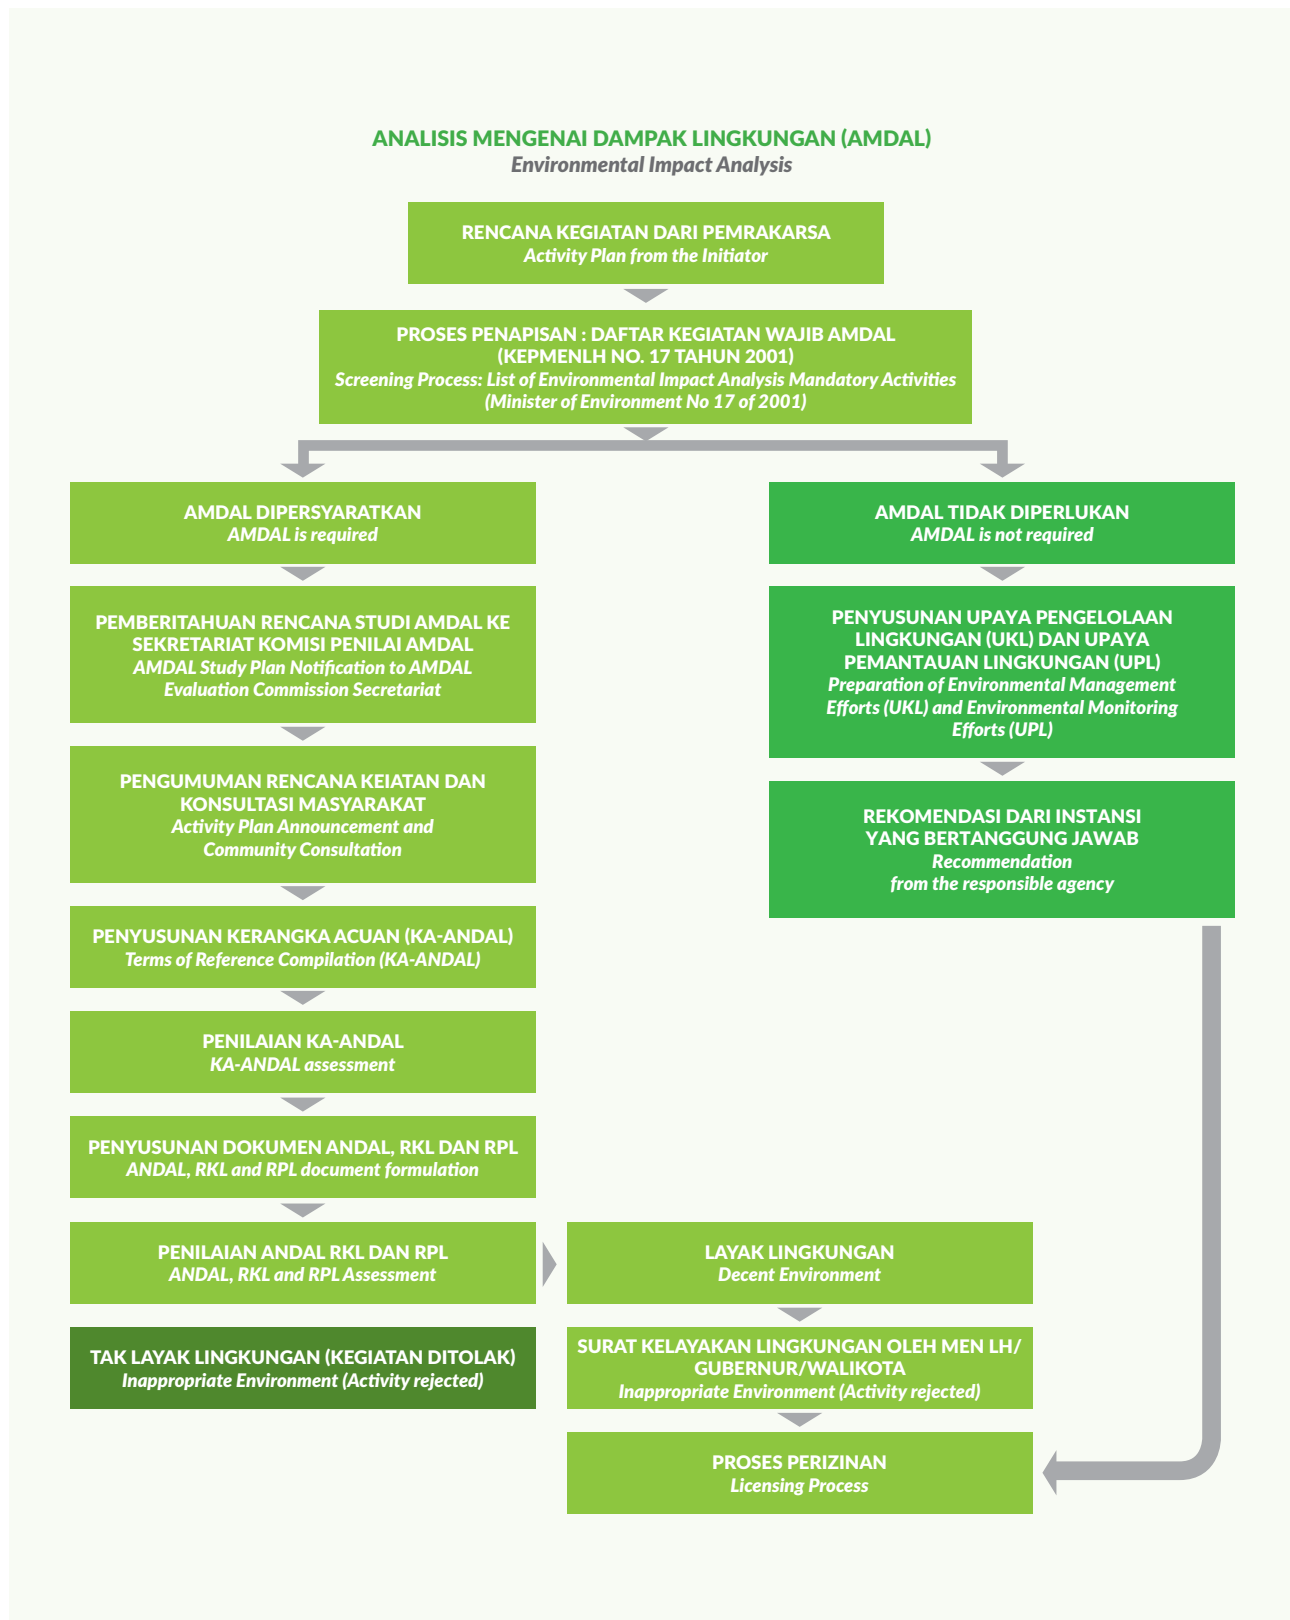 ANALISIS MENGENAI DAMPAK LINGKUNGAN (AMDAL)
Environmental Impact Analysis
RENCANA KEGIATAN DARI PEMRAKARSA
Activity Plan from the Initiator
PROSES PENAPISAN : DAFTAR KEGIATAN WAJIB AMDAL
(KEPMENLH NO. 17 TAHUN 2001)
Screening Process: List of Environmental Impact Analysis Mandatory Activities
(Minister of Environment No 17 of 2001)
AMDAL DIPERSYARATKAN
AMDAL is required
PEMBERITAHUAN RENCANA STUDI AMDAL KE
SEKRETARIAT KOMISI PENILAI AMDAL
AMDAL Study Plan Notification to AMDAL
Evaluation Commission Secretariat
PENGUMUMAN RENCANA KEIATAN DAN
KONSULTASI MASYARAKAT
Activity Plan Announcement and
Community Consultation
PENYUSUNAN KERANGKA ACUAN (KA-ANDAL)
Terms of Reference Compilation (KA-ANDAL)
PENILAIAN KA-ANDAL
KA-ANDAL assessment
PENYUSUNAN DOKUMEN ANDAL, RKL DAN RPL
ANDAL, RKL and RPL document formulation
PENILAIAN ANDAL RKL DAN RPL
ANDAL, RKL and RPL Assessment
TAK LAYAK LINGKUNGAN (KEGIATAN DITOLAK)
Inappropriate Environment (Activity rejected)
LAYAK LINGKUNGAN
Decent Environment
SURAT KELAYAKAN LINGKUNGAN OLEH MEN LH/
GUBERNUR/WALIKOTA
Inappropriate Environment (Activity rejected)
PROSES PERIZINAN
Licensing Process
AMDAL TIDAK DIPERLUKAN
AMDAL is not required
PENYUSUNAN UPAYA PENGELOLAAN
LINGKUNGAN (UKL) DAN UPAYA
PEMANTAUAN LINGKUNGAN (UPL)
Preparation of Environmental Management
Efforts (UKL) and Environmental Monitoring
Efforts (UPL)
REKOMENDASI DARI INSTANSI
YANG BERTANGGUNG JAWAB
Recommendation
from the responsible agency